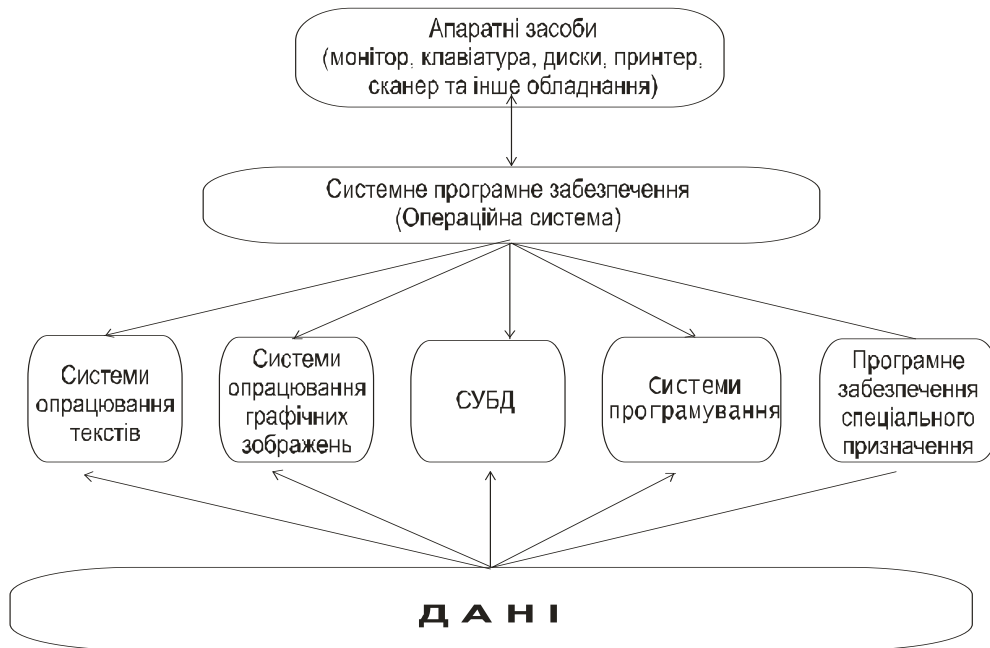 Апаратні засоби
(монітор, клавіатура, диски, принтер,
сканер та інше обладнання)
Системне програмне забезпечення
(Операційна система)
Системи
опрацювання
текстів
Системи
опрацювання
графічних
зображень
СУБД
Системи
програмування
Програмне
забезпечення
спеціального
призначення
ДАНІ